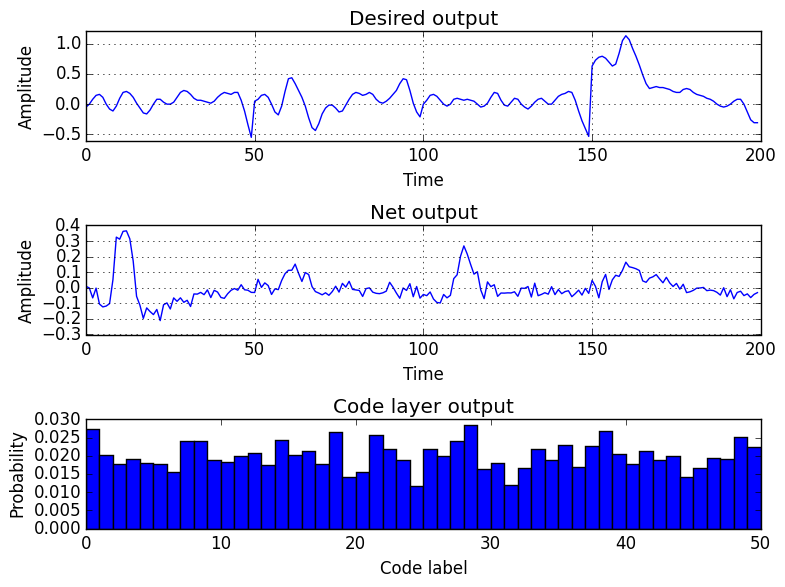 Desired output
1.0
0.5
0.0
−0.5
Amplitude
0 50 100 150 200
Time
Net output
0.4
0.3
0.2
0.1
0.0
−0.1
−0.2
−0.3
Amplitude
0 50 100 150 200
Time
Code layer output
0.030
0.025
0.020
0.015
0.010
0.005
0.000
Probability
0 10 20 30 40 50
Code label